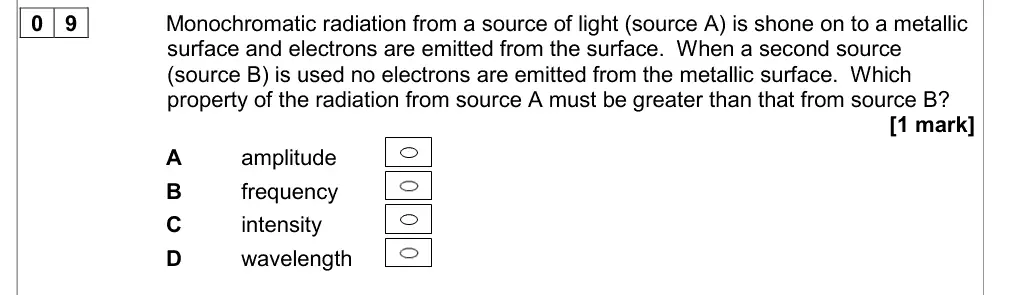 0 9 Monochromatic radiation from a source of light (source A) is shone on to a metallic
surface and electrons are emitted from the surface. When a second source
(source B) is used no electrons are emitted from the metallic surface. Which
property of the radiation from source A must be greater than that from source B?
[1 mark]
A amplitude
B frequency
C intensity
D wavelength